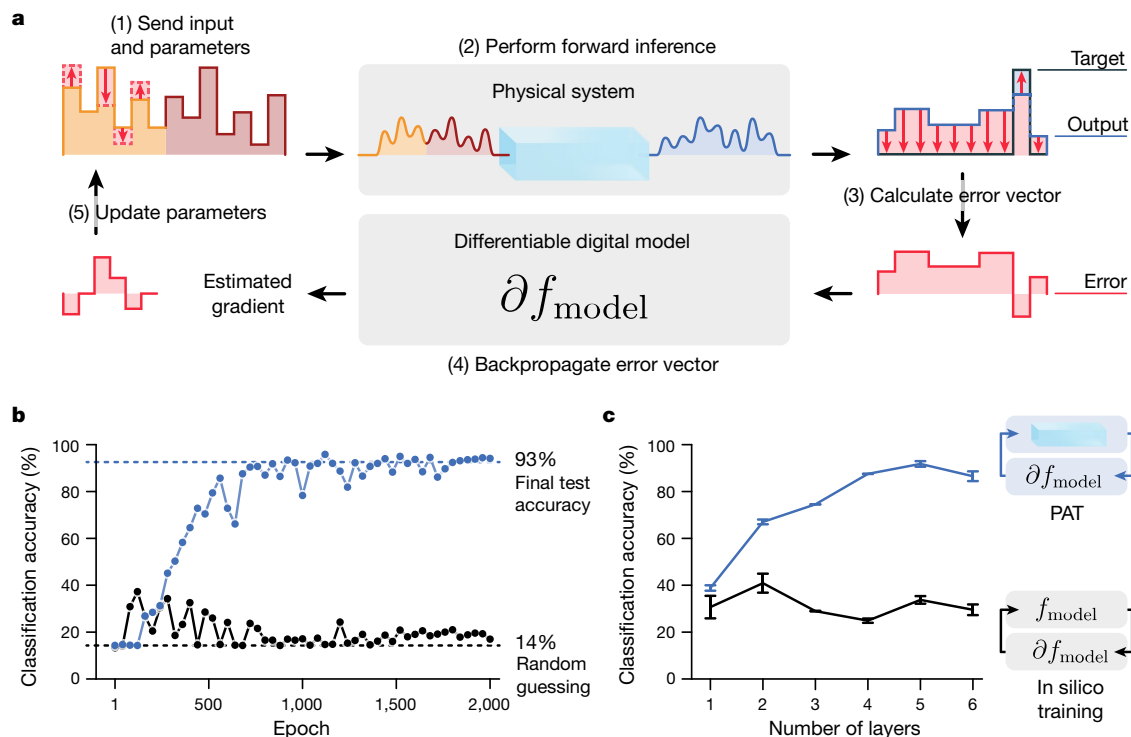 a
(1) Send input
and parameters
(2) Perform forward inference
Physical system
Target
Output
(3) Calculate error vector
(5) Update parameters
Differentiable digital model
∂f_model
Estimated
gradient
Error
(4) Backpropagate error vector
b
Classification accuracy (%)
100
80
60
40
20
0
1
500
1,000
1,500
2,000
Epoch
93%
Final test
accuracy
14%
Random
guessing
c
Classification accuracy (%)
100
80
60
40
20
0
1
2
3
4
5
6
Number of layers
∂f_model
PAT
f_model
∂f_model
In silico
training